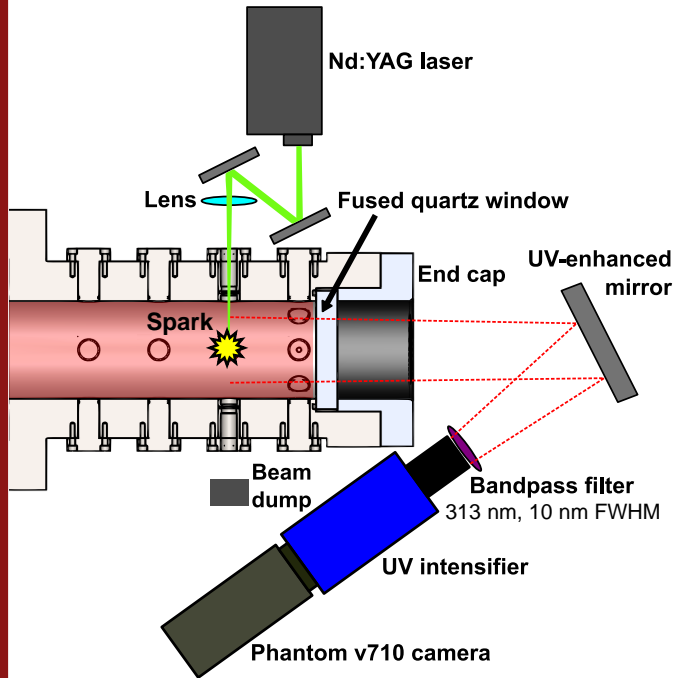 Nd:YAG laser
Lens
Fused quartz window
End cap
UV-enhanced
mirror
Spark
Beam
dump
Bandpass filter
313 nm, 10 nm FWHM
UV intensifier
Phantom v710 camera